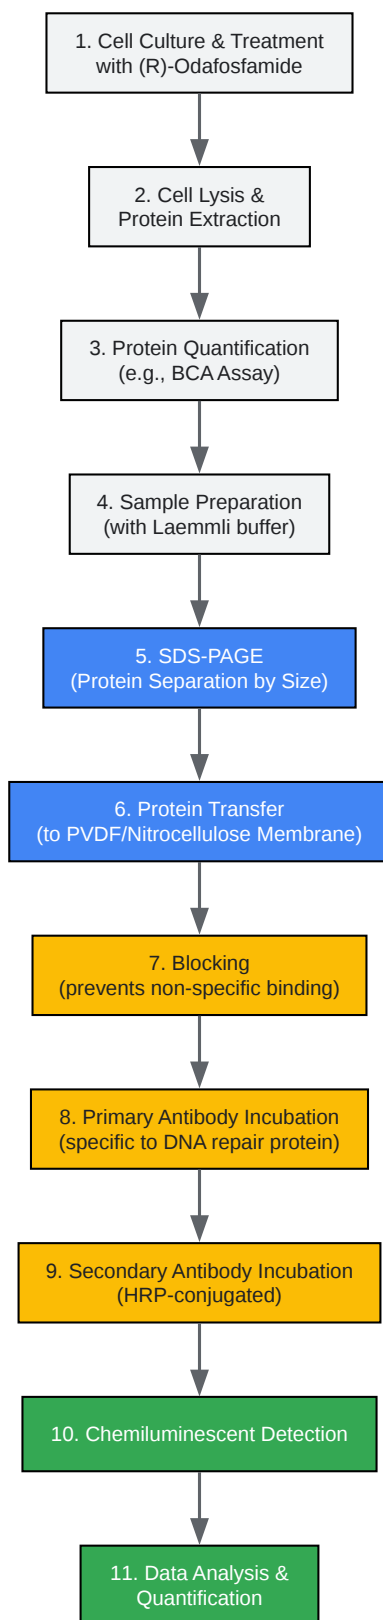 1. Cell Culture & Treatment
with (R)-Odafosfamide
2. Cell Lysis &
Protein Extraction
3. Protein Quantification
(e.g., BCA Assay)
4. Sample Preparation
(with Laemmli buffer)
5. SDS-PAGE
(Protein Separation by Size)
6. Protein Transfer
(to PVDF/Nitrocellulose Membrane)
7. Blocking
(prevents non-specific binding)
8. Primary Antibody Incubation
(specific to DNA repair protein)
9. Secondary Antibody Incubation
(HRP-conjugated)
10. Chemiluminescent Detection
11. Data Analysis &
Quantification